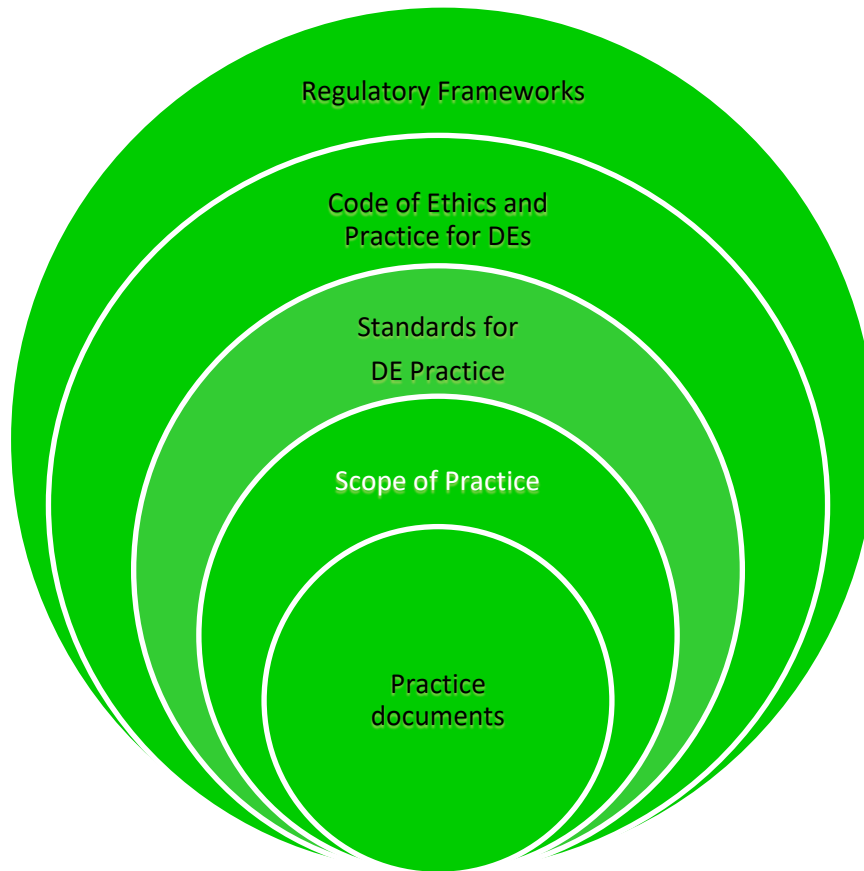 Regulatory Frameworks
Code of Ethics and
Practice for DEs
Standards for
DE Practice
Scope of Practice
Practice
documents